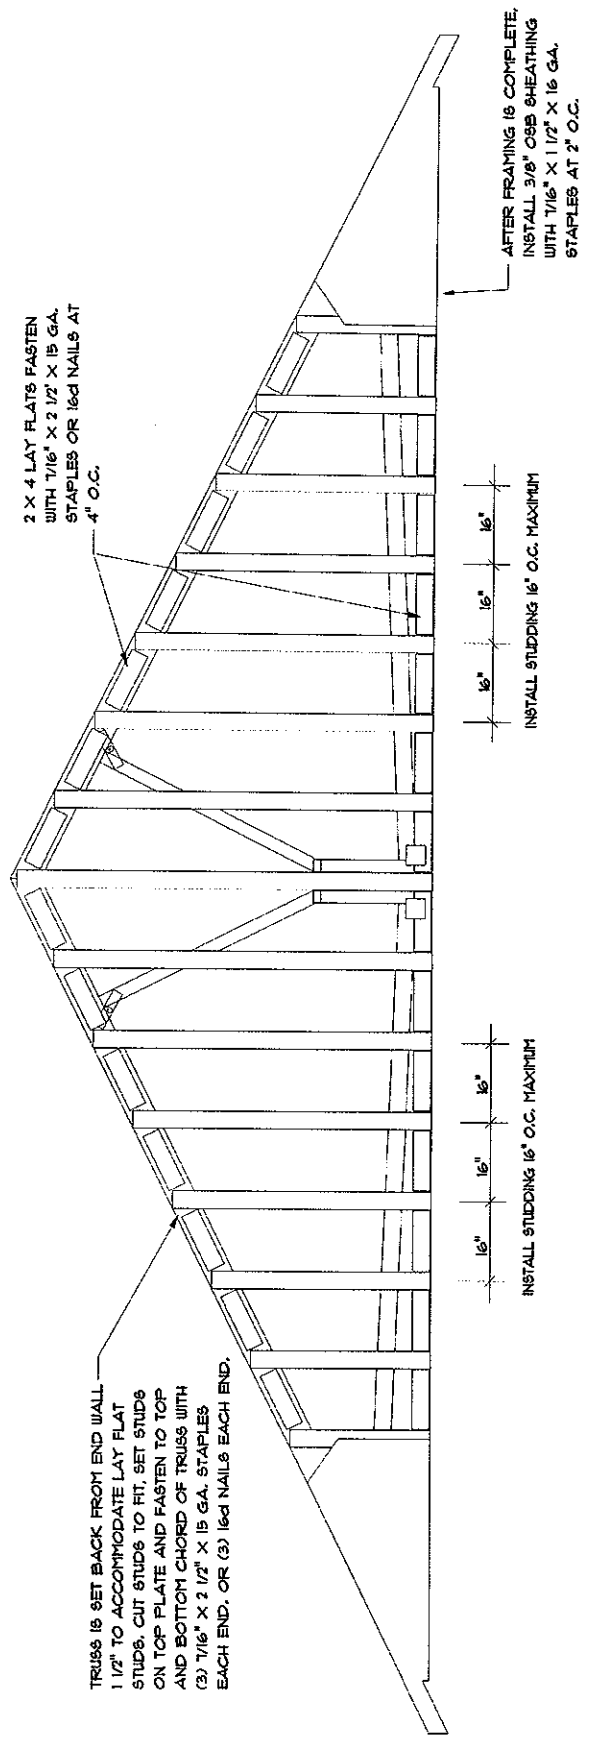 TRUSS IS SET BACK FROM END WALL
1 1/2" TO ACCOMMODATE LAY FLAT
STUDS. CUT STUDS TO FIT, SET STUDS
ON TOP PLATE AND FASTEN TO TOP
AND BOTTOM CHORD OF TRUSS WITH
(3) 7/16" X 2 1/2" X 15 GA. STAPLES
EACH END. OR (3) 16d NAILS EACH END.
2 X 4 LAY FLATS FASTEN
WITH 7/16" X 2 1/2' X 15 GA.
STAPLES OR 16d NAILS AT
4" O.C.
16"
16"
16"
INSTALL STUDDING 16" O.C. MAXIMUM
16"
16"
16"
INSTALL STUDDING 16" O.C. MAXIMUM
AFTER FRAMING IS COMPLETE,
INSTALL 3/8" OSB SHEATHING
WITH 7/16" X 1 1/2" X 16 GA.
STAPLES AT 2" O.C.